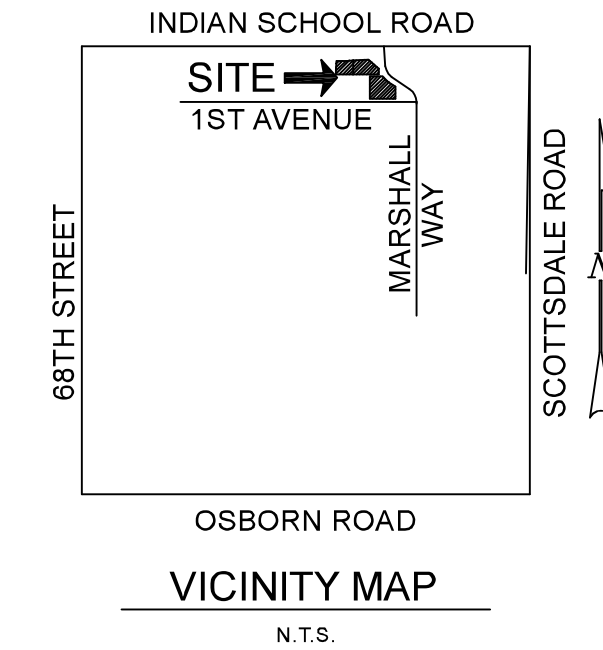 INDIAN SCHOOL ROAD
SITE
1ST AVENUE
MARSHALL
WAY
68TH STREET
SCOTTSDALE ROAD
N
OSBORN ROAD
VICINITY MAP
N.T.S.